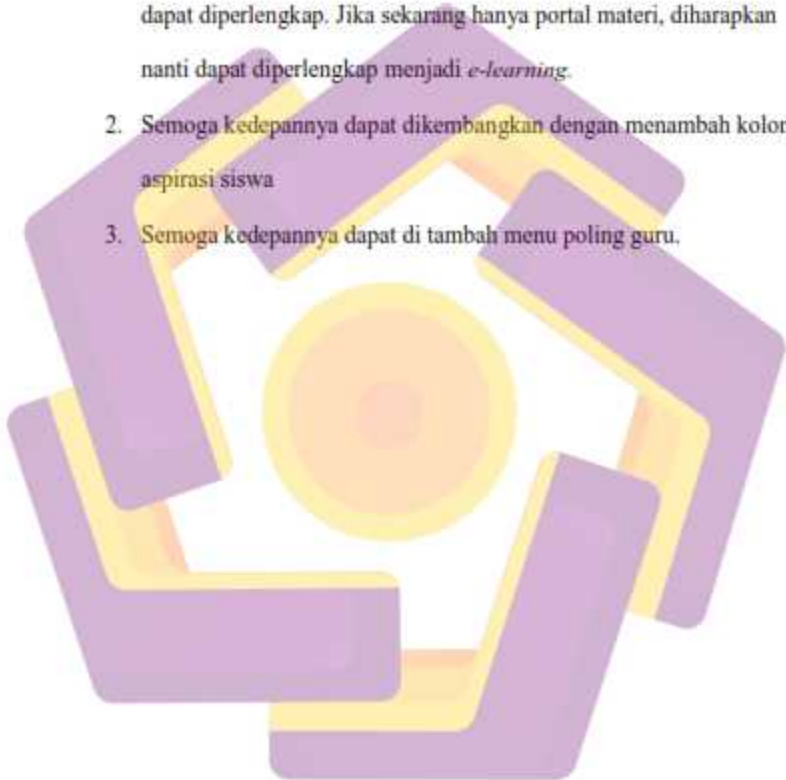 dapat diperlengkap. Jika sekarang hanya portal materi, diharapkan
nanti dapat diperlengkap menjadi e-learning.
2. Semoga kedepannya dapat dikembangkan dengan menambah kolom
aspirasi siswa
3. Semoga kedepannya dapat di tambah menu poling guru.